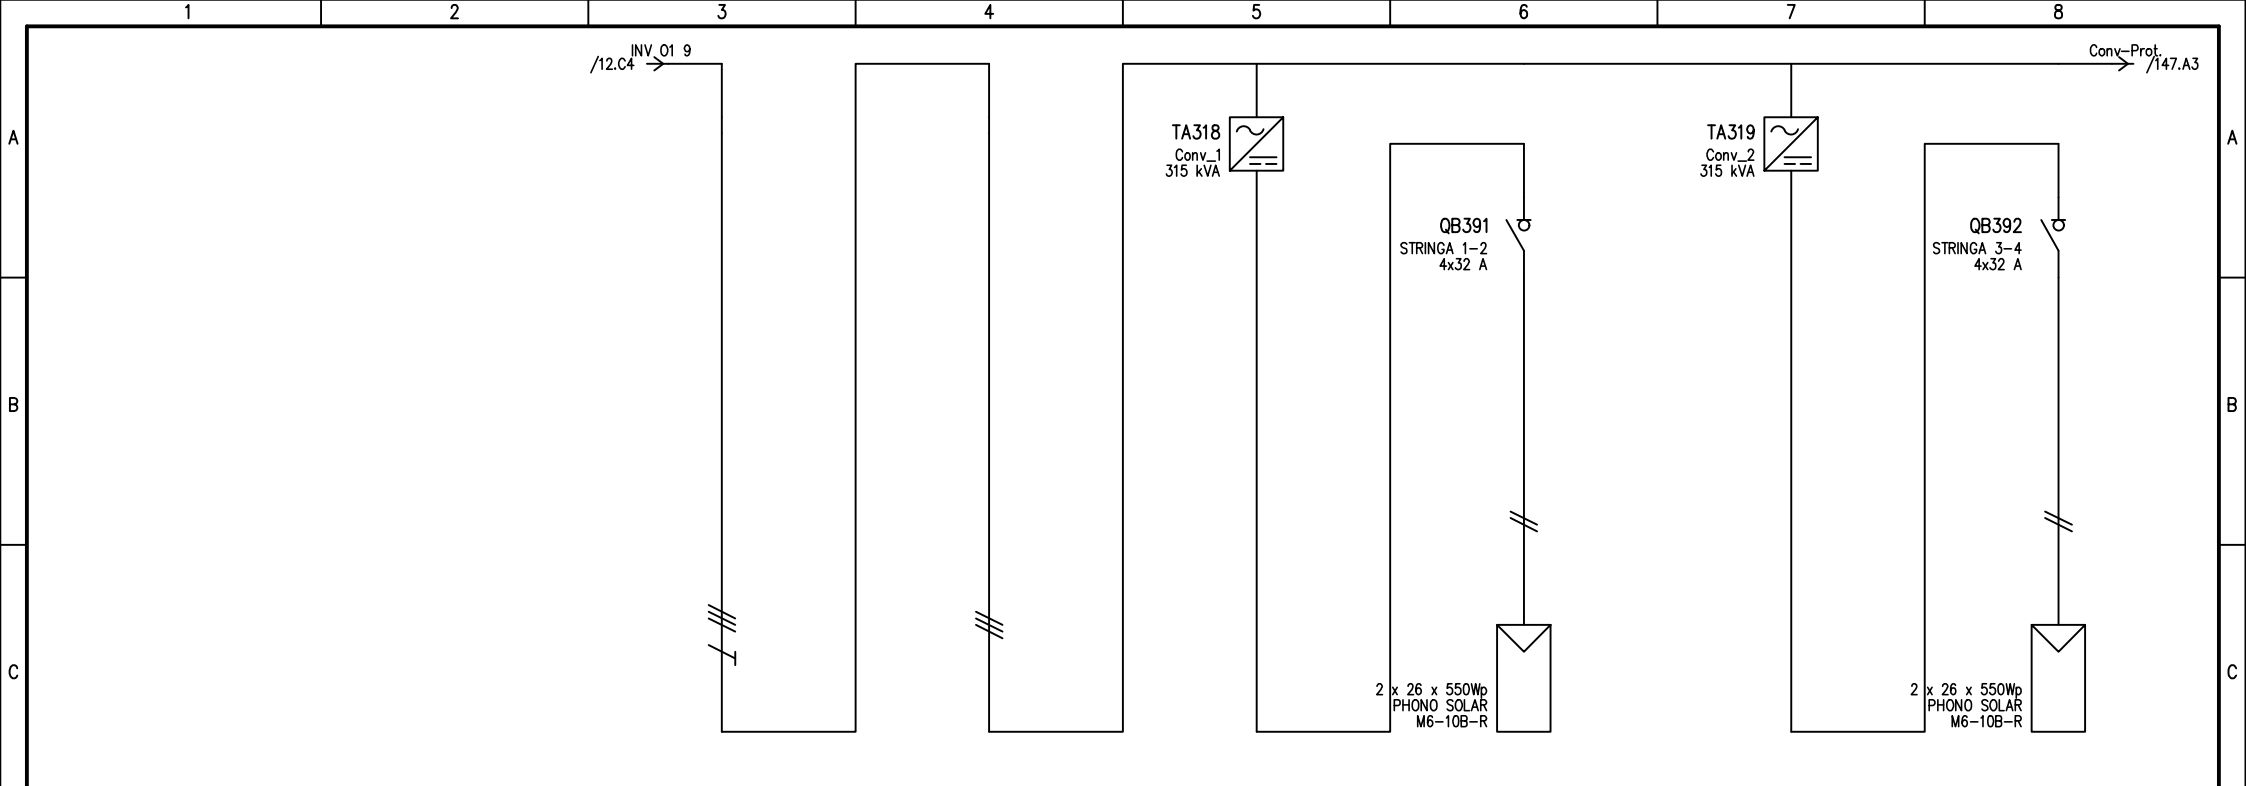 1 2 3 4 5 6 7 8
INV_01 9
/12.C4
Conv-Prot.
/147.A3
A
TA318
Conv_1
315 kVA
QB391
STRINGA 1-2
4x32 A
TA319
Conv_2
315 kVA
QB392
STRINGA 3-4
4x32 A
A
B
B
C
2 x 26 x 550Wp
PHONO SOLAR
M6-10B-R
2 x 26 x 550Wp
PHONO SOLAR
M6-10B-R
C